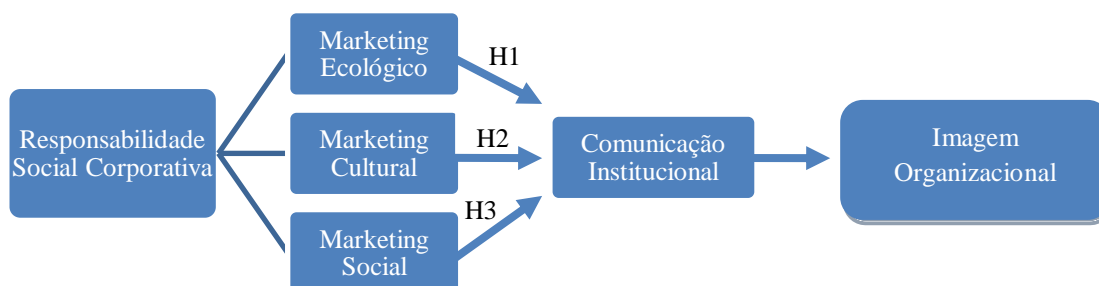 Responsabilidade
Social Corporativa
Marketing
Ecológico
Marketing
Cultural
Marketing
Social
H1
H2
H3
Comunicação
Institucional
Imagem
Organizacional